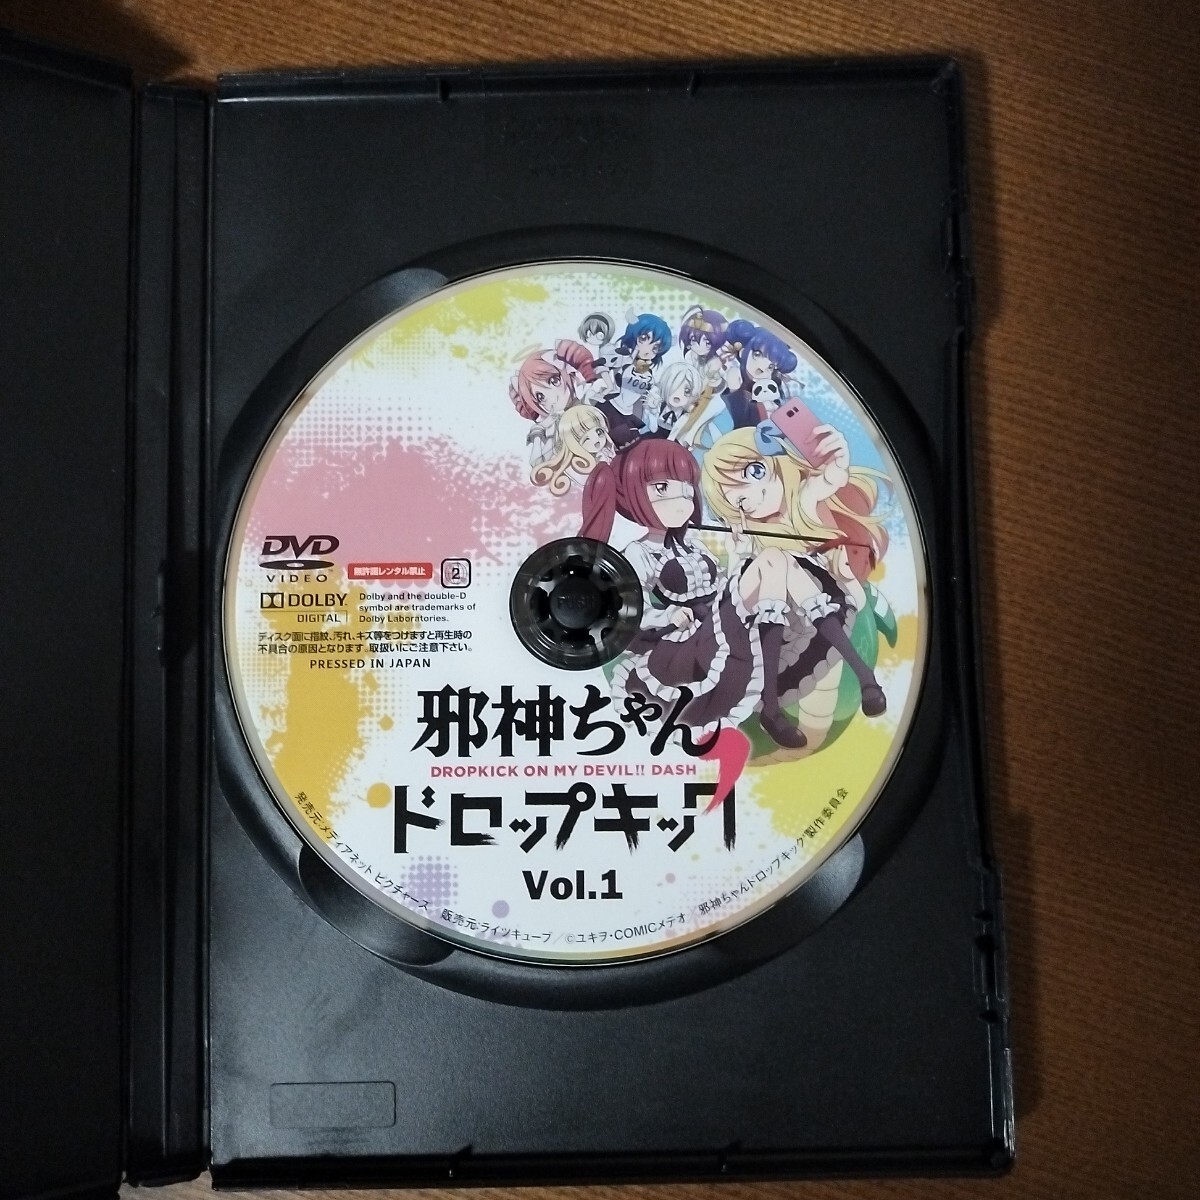 100
DVD
VIDEO
無許諾レンタル禁止
2
DOLBY
DIGITAL
Dolby and the double-D
symbol are trademarks of
Dolby Laboratories.
ディスク面に指紋、汚れ、キズ等をつけますと再生時の
不具合の原因となります。取扱いにご注意下さい。
PRESSED IN JAPAN
邪神ちゃん
DROPKICK ON MY DEVIL!! DASH
ドロップキック'
Vol.1
発売元:メディアネット ピクチャーズ 販売元:ライツキューブ/©ユキヲ・COMICメテオ 邪神ちゃんドロップキック'製作委員会